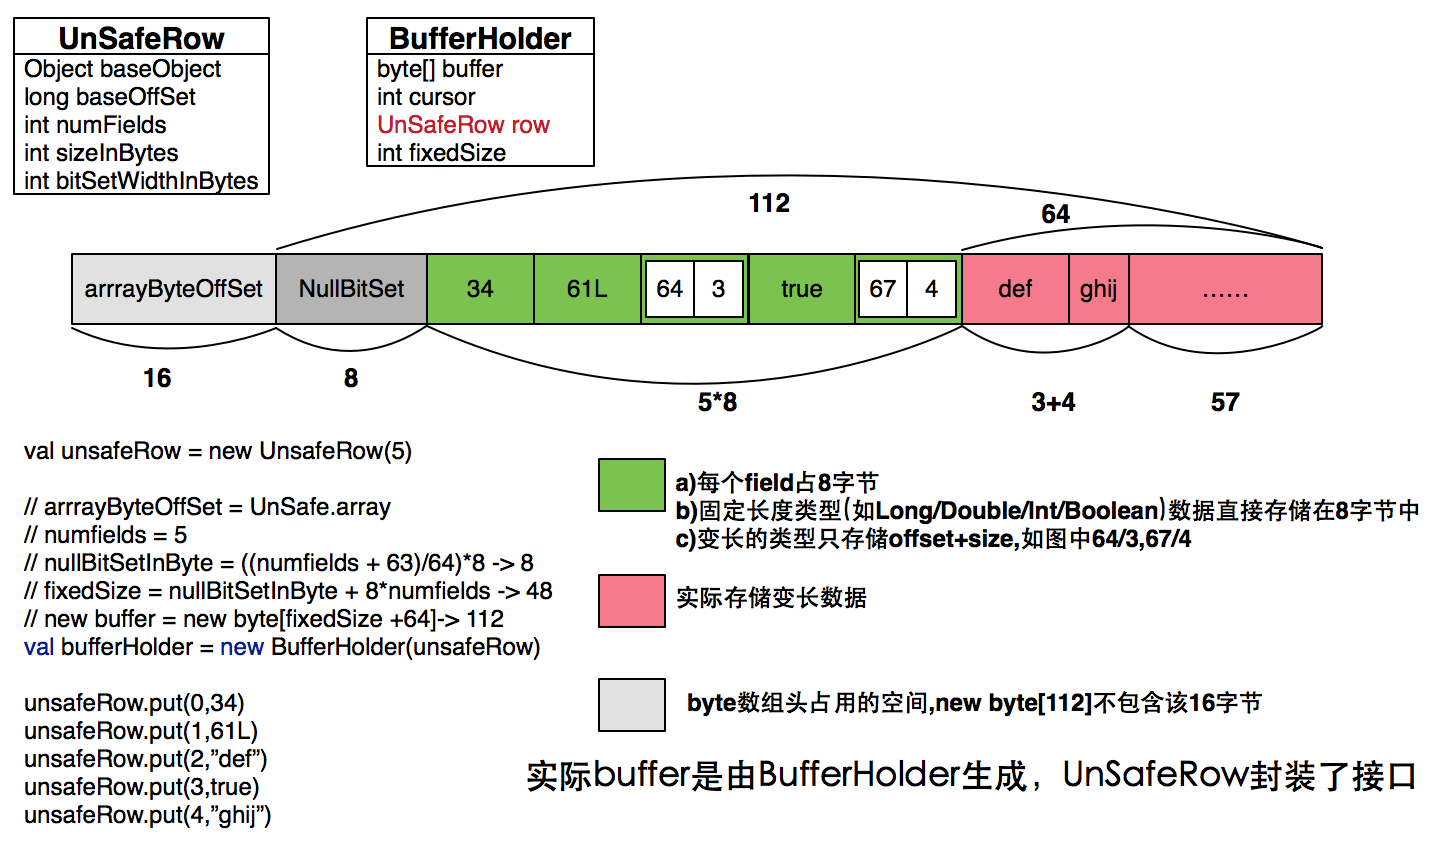 UnSafeRow
Object baseObject
long baseOffSet
int numFields
int sizeInBytes
int bitSetWidthInBytes
BufferHolder
byte[] buffer
int cursor
UnSafeRow row
int fixedSize
112
64
arrrayByteOffSet NullBitSet 34 61L 64 3 true 67 4 def ghij ......
16 8 5*8 3+4 57
val unsafeRow = new UnsafeRow(5)
// arrrayByteOffSet = UnSafe.array
// numfields = 5
// nullBitSetInByte = ((numfields + 63)/64)*8 -> 8
// fixedSize = nullBitSetInByte + 8*numfields -> 48
// new buffer = new byte[fixedSize +64]-> 112
val bufferHolder = new BufferHolder(unsafeRow)
unsafeRow.put(0,34)
unsafeRow.put(1,61L)
unsafeRow.put(2,”def”)
unsafeRow.put(3,true)
unsafeRow.put(4,”ghij”)
a)每个field占8字节
b)固定长度类型(如Long/Double/Int/Boolean)数据直接存储在8字节中
c)变长的类型只存储offset+size,如图中64/3,67/4
实际存储变长数据
byte数组头占用的空间,new byte[112]不包含该16字节
实际buffer是由BufferHolder生成，UnSafeRow封装了接口